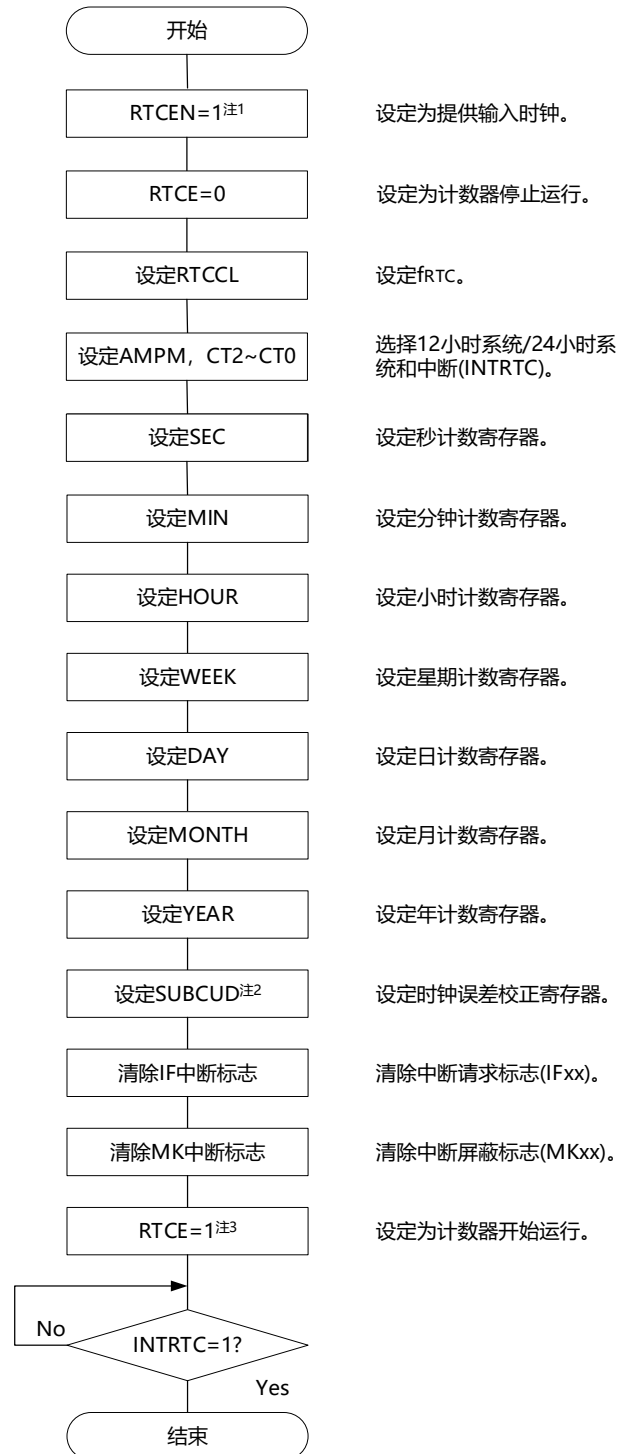 开始
RTCEN=1注1
设定为提供输入时钟。
RTCE=0
设定为计数器停止运行。
设定RTCCL
设定fRTC。
设定AMPM，CT2~CT0
选择12小时系统/24小时系
统和中断(INTRTC)。
设定SEC
设定秒计数寄存器。
设定MIN
设定分钟计数寄存器。
设定HOUR
设定小时计数寄存器。
设定WEEK
设定星期计数寄存器。
设定DAY
设定日计数寄存器。
设定MONTH
设定月计数寄存器。
设定YEAR
设定年计数寄存器。
设定SUBCUD注2
设定时钟误差校正寄存器。
清除IF中断标志
清除中断请求标志(IFxx)。
清除MK中断标志
清除中断屏蔽标志(MKxx)。
RTCE=1注3
设定为计数器开始运行。
No
INTRTC=1?
Yes
结束